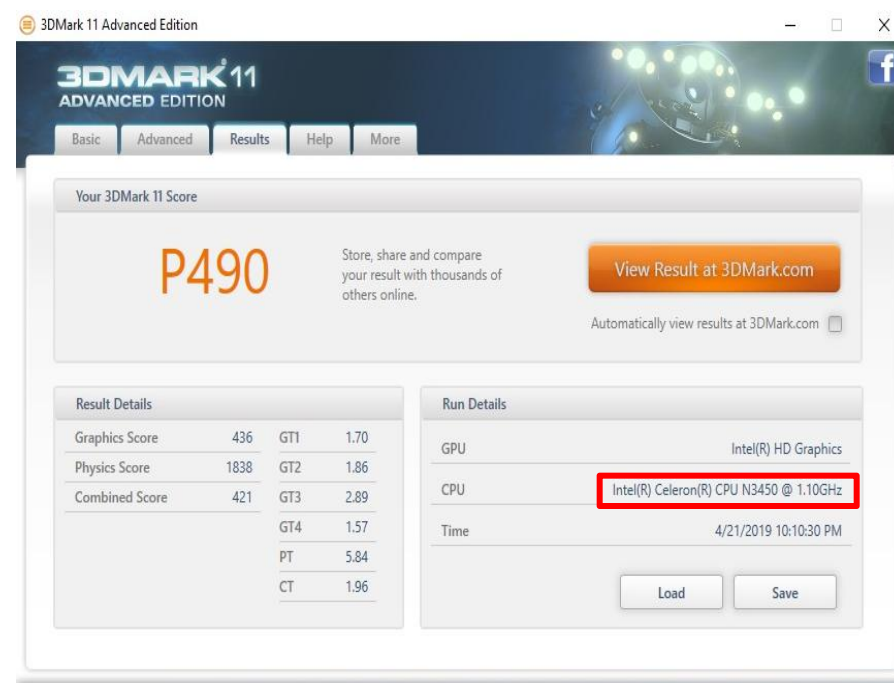 3DMark 11 Advanced Edition
3DMARK 11
ADVANCED EDITION
f
Basic Advanced Results Help More
Your 3DMark 11 Score
P490
Store, share and compare
your result with thousands of
others online.
View Result at 3DMark.com
Automatically view results at 3DMark.com
Result Details
Graphics Score 436 GT1 1.70
Physics Score 1838 GT2 1.86
Combined Score 421 GT3 2.89
GT4 1.57
PT 5.84
CT 1.96
Run Details
GPU Intel(R) HD Graphics
CPU Intel(R) Celeron(R) CPU N3450 @ 1.10GHz
Time 4/21/2019 10:10:30 PM
Load Save